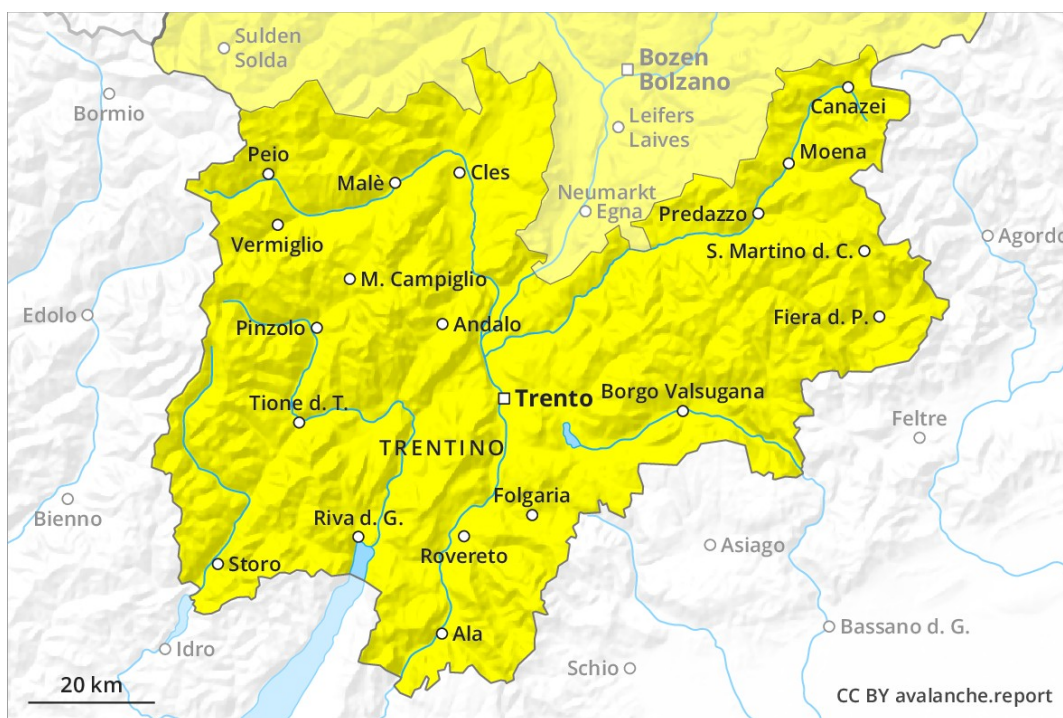 Sulden
Solda
Bozen
Bolzano
Bormio
Canazei
Leifers
Laives
Peio
Moena
Malè
Cles
Neumarkt
Egna
Predazzo
Vermiglio
Agordo
S. Martino d. C.
M. Campiglio
Edolo
Pinzolo
Andalo
Fiera d. P.
Trento
Borgo Valsugana
Tione d. T.
Feltre
TRENTINO
Bienno
Folgaria
Riva d. G.
Rovereto
Asiago
Storo
Ala
Bassano d. G.
Idro
Schio
20 km
CC BY avalanche.report